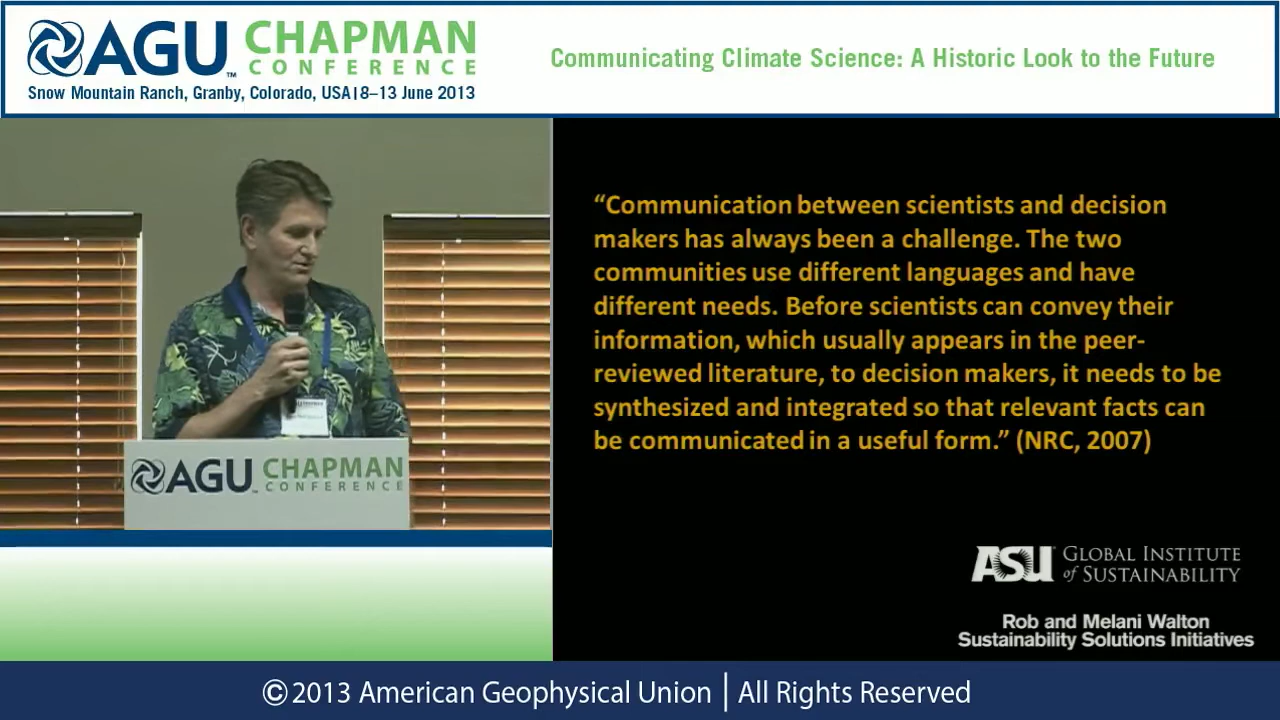 AGU CHAPMAN
CONFERENCE
Snow Mountain Ranch, Granby, Colorado, USA|8–13 June 2013
Communicating Climate Science: A Historic Look to the Future
“Communication between scientists and decision
makers has always been a challenge. The two
communities use different languages and have
different needs. Before scientists can convey their
information, which usually appears in the peer-
reviewed literature, to decision makers, it needs to be
synthesized and integrated so that relevant facts can
be communicated in a useful form.” (NRC, 2007)
AGU CHAPMAN
CONFERENCE
ASU GLOBAL INSTITUTE
of SUSTAINABILITY
Rob and Melani Walton
Sustainability Solutions Initiatives
©2013 American Geophysical Union | All Rights Reserved